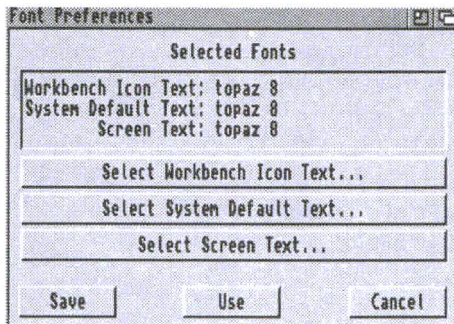 Font Preferences
Selected Fonts
Workbench Icon Text: topaz 8
System Default Text: topaz 8
Screen Text: topaz 8
Select Workbench Icon Text...
Select System Default Text...
Select Screen Text...
Save Use Cancel